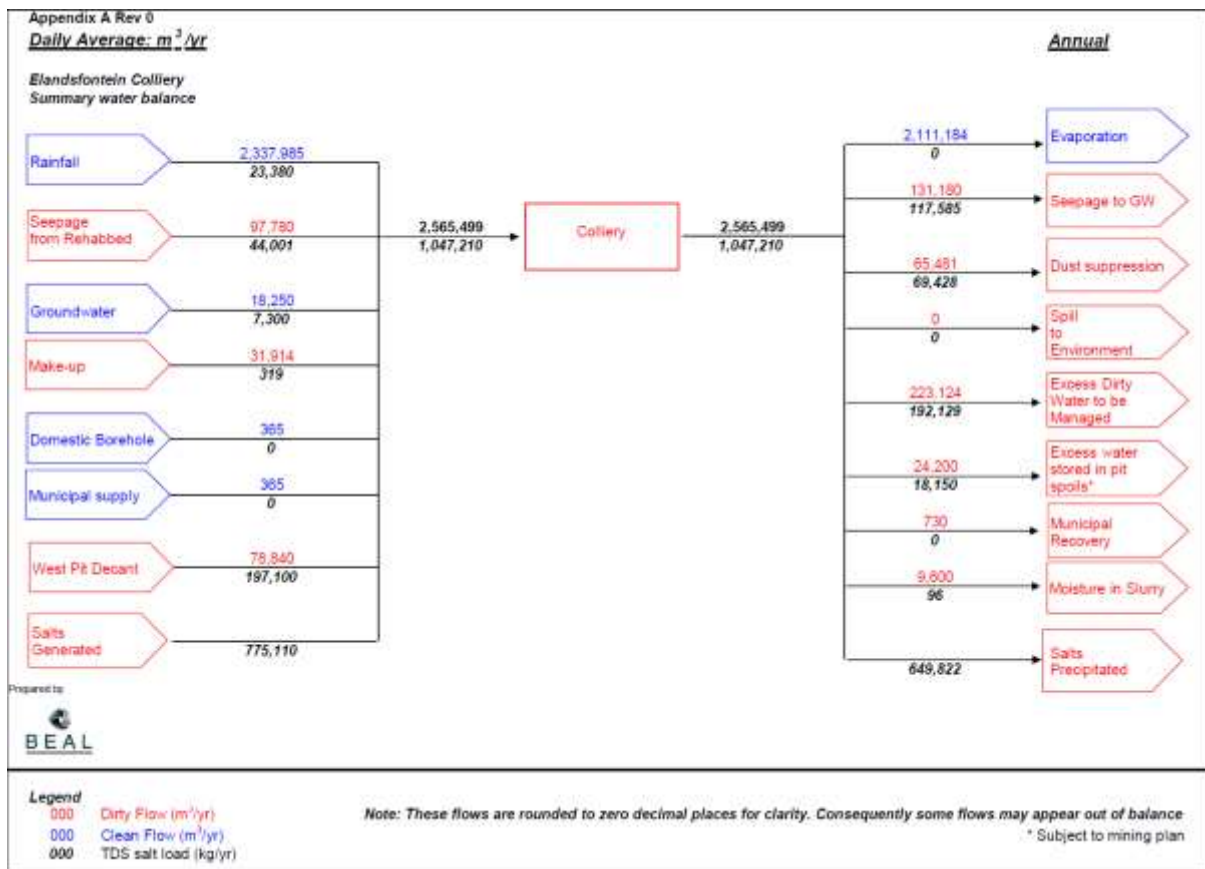 Appendix A Rev 0
Daily Average: m³/yr
Annual
Elandsfontein Colliery
Summary water balance
Rainfall
2,337,985
23,380
Seepage
from Rehabbed
97,780
44,001
Groundwater
18,250
7,300
Make-up
31,914
319
Domestic Borehole
365
0
Municipal supply
365
0
West Pit Decant
78,840
197,100
Salts
Generated
775,110
2,565,499
1,047,210
Colliery
2,565,499
1,047,210
2,111,184
0
Evaporation
131,180
117,585
Seepage to GW
65,481
69,428
Dust suppression
0
0
Spill
to
Environment
223,124
192,129
Excess Dirty
Water to be
Managed
24,200
18,150
Excess water
stored in pit
spoils*
730
0
Municipal
Recovery
9,600
96
Moisture in Slurry
649,822
Salts
Precipitated
Prepared by
BEAL
Legend
000 Dirty Flow (m³/yr)
000 Clean Flow (m³/yr)
000 TDS salt load (kg/yr)
Note: These flows are rounded to zero decimal places for clarity. Consequently some flows may appear out of balance
* Subject to mining plan